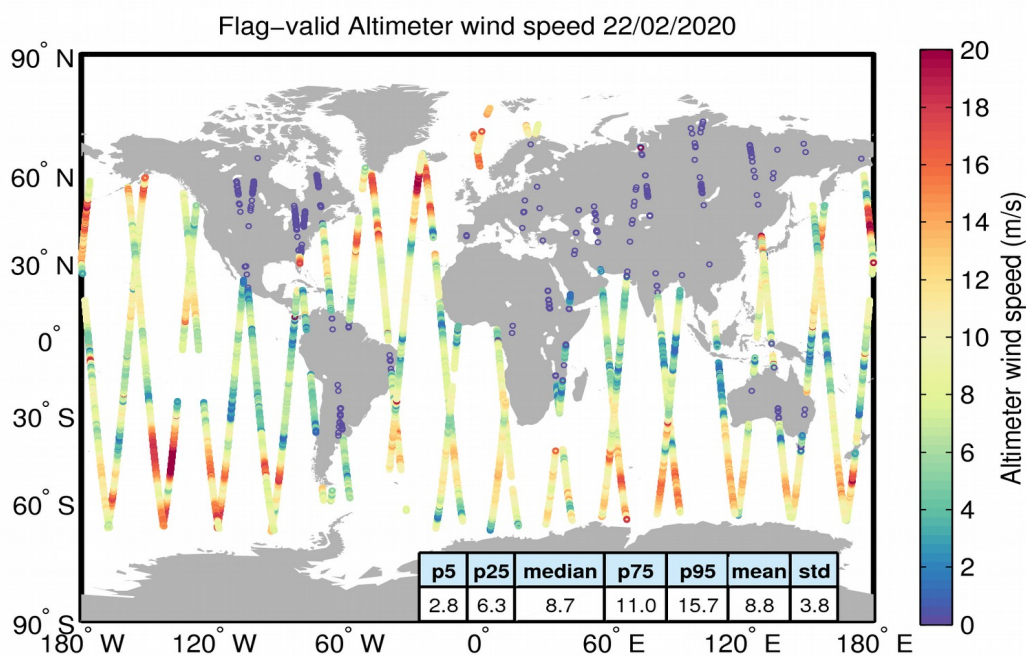 Flag−valid Altimeter wind speed 22/02/2020
90° N
60° N
30° N
0°
30° S
60° S
90° S
180° W
120° W
60° W
0°
60° E
120° E
180° E
p5 p25 median p75 p95 mean std
2.8 6.3 8.7 11.0 15.7 8.8 3.8
20
18
16
14
12
10
8
6
4
2
0
Altimeter wind speed (m/s)